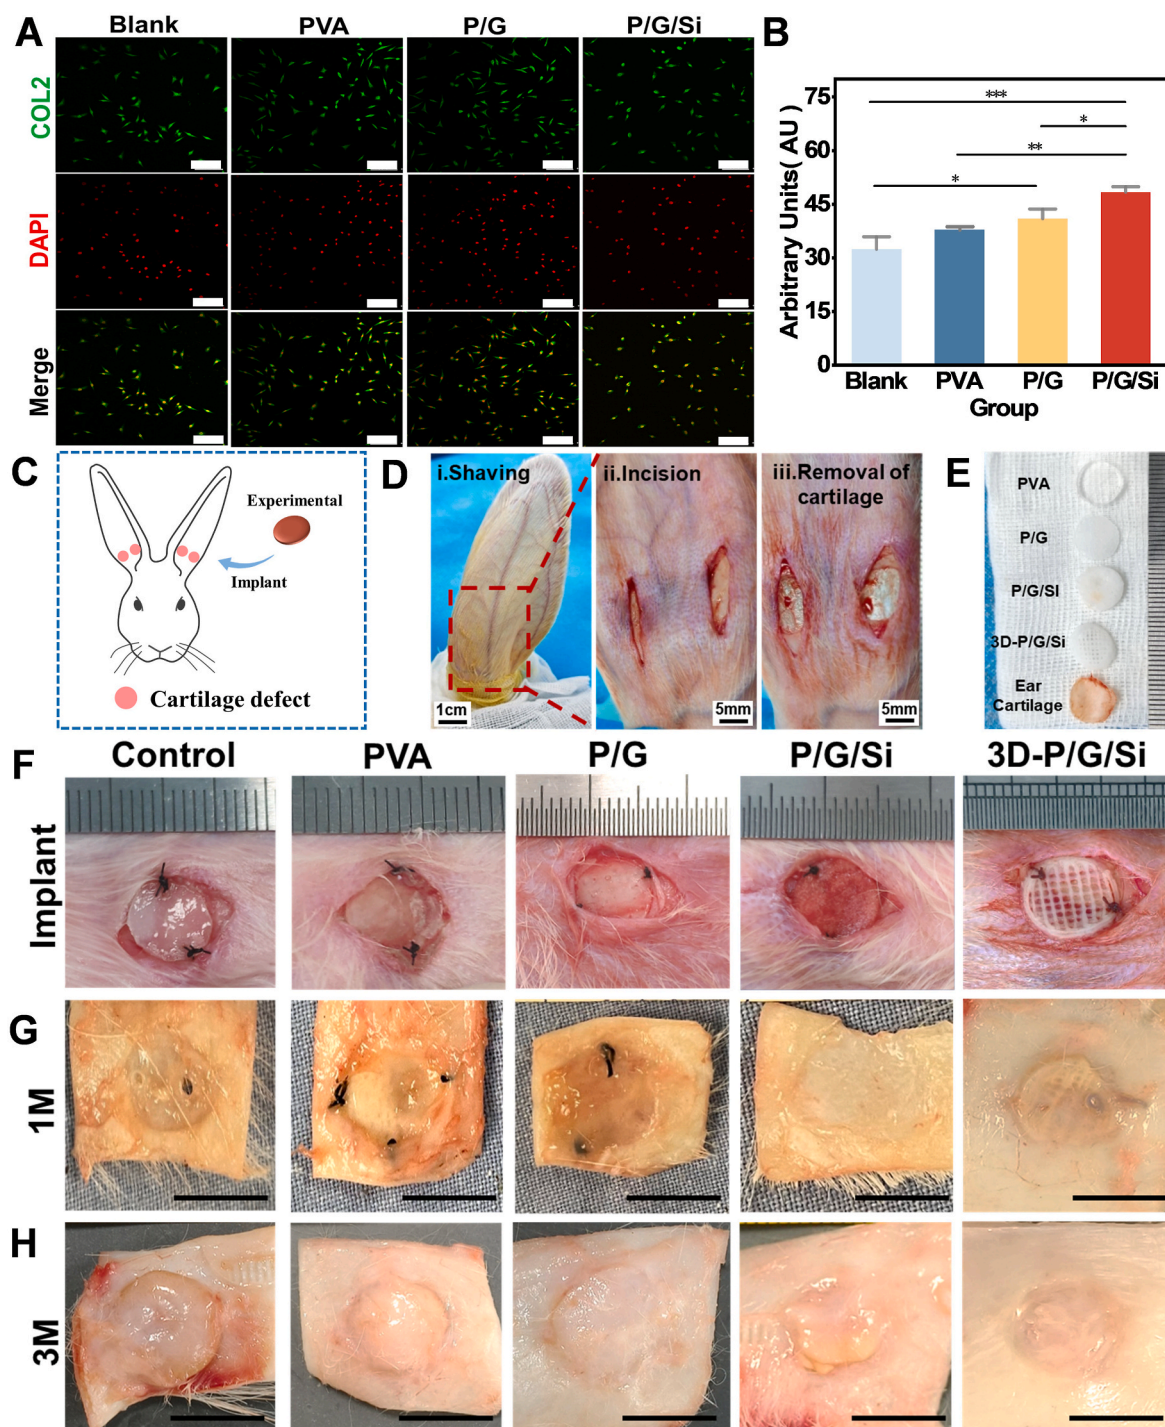 A
Blank
PVA
P/G
P/G/Si
COL2
DAPI
Merge
B
Arbitrary Units( AU )
75
60
45
30
15
0
***
*
**
*
Blank
PVA
P/G
P/G/Si
Group
C
Experimental
Implant
Cartilage defect
D
i.Shaving
1cm
ii.Incision
5mm
iii.Removal of
cartilage
5mm
E
PVA
P/G
P/G/SI
3D-P/G/Si
Ear
Cartilage
F
Control
PVA
P/G
P/G/Si
3D-P/G/Si
Implant
G
1M
H
3M